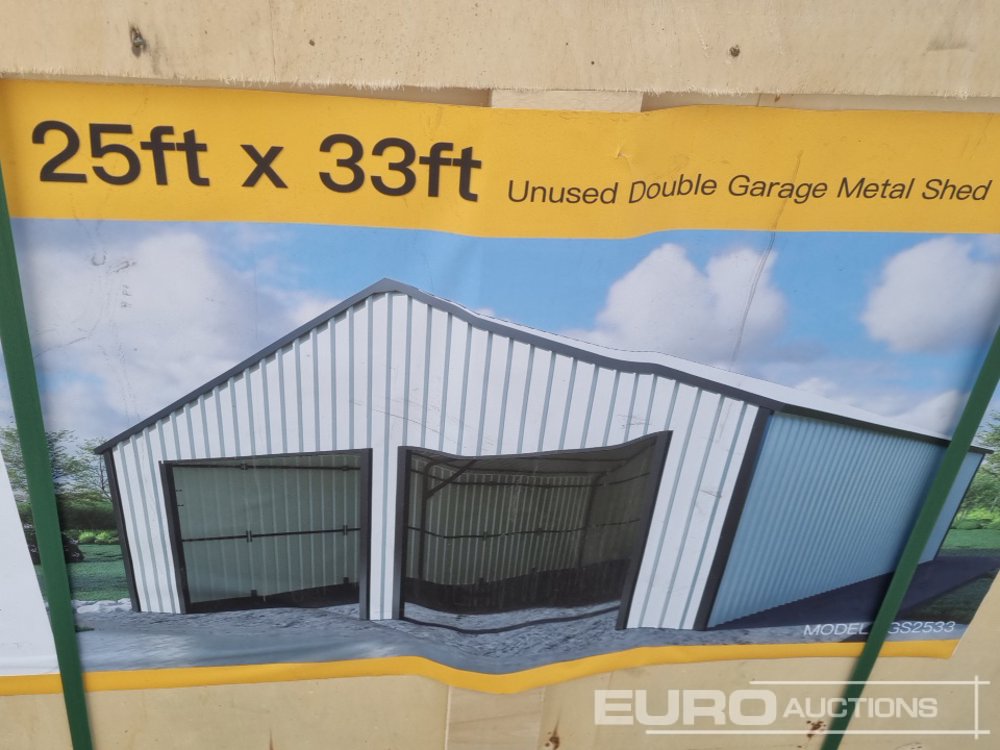 25ft x 33ft Unused Double Garage Metal Shed
MODEL GS2533
EURO AUCTIONS